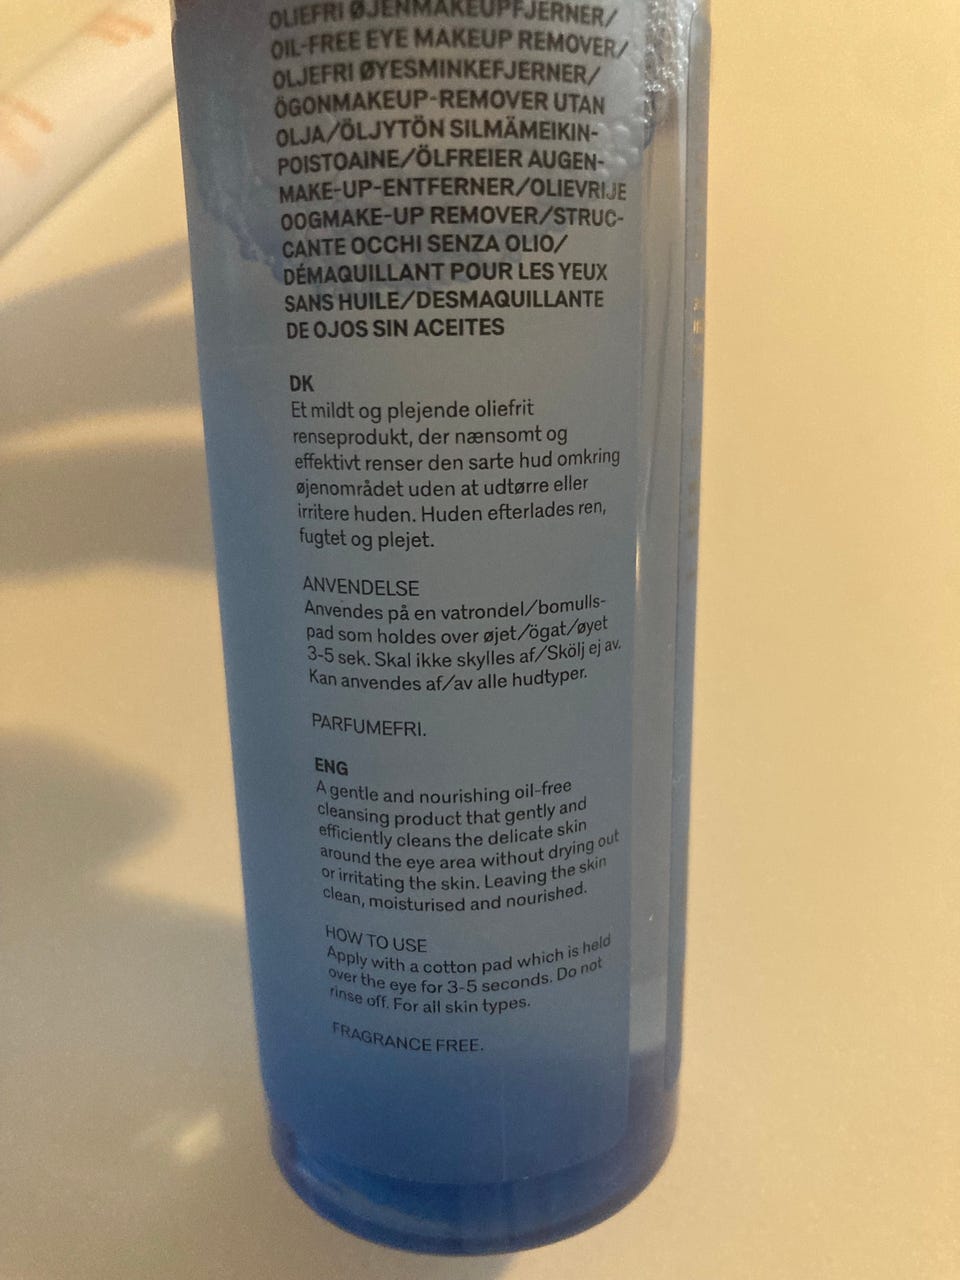 OLIEFRI ØJENMAKEUPFJERNER/
OIL-FREE EYE MAKEUP REMOVER/
OLJEFRI ØYESMINKEFJERNER/
ÖGONMAKEUP-REMOVER UTAN
OLJA/ÖLJYTÖN SILMÄMEIKIN-
POISTOAINE/ÖLFREIER AUGEN-
MAKE-UP-ENTFERNER/OLIEVRIJE
OOGMAKE-UP REMOVER/STRUC-
CANTE OCCHI SENZA OLIO/
DÉMAQUILLANT POUR LES YEUX
SANS HUILE/DESMAQUILLANTE
DE OJOS SIN ACEITES
DK
Et mildt og plejende oliefrit
renseprodukt, der nænsomt og
effektivt renser den sarte hud omkring
øjenområdet uden at udtørre eller
irritere huden. Huden efterlades ren,
fugtet og plejet.
ANVENDELSE
Anvendes på en vatrondel/bomulls-
pad som holdes over øjet/ögat/øyet
3-5 sek. Skal ikke skylles af/Skölj ej av.
Kan anvendes af/av alle hudtyper.
PARFUMEFRI.
ENG
A gentle and nourishing oil-free
cleansing product that gently and
efficiently cleans the delicate skin
around the eye area without drying out
or irritating the skin. Leaving the skin
clean, moisturised and nourished.
HOW TO USE
Apply with a cotton pad which is held
over the eye for 3-5 seconds. Do not
rinse off. For all skin types.
FRAGRANCE FREE.